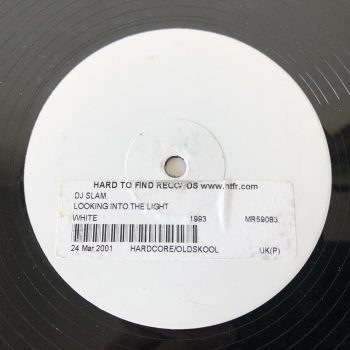 HARD TO FIND RECORDS www.htfr.com
DJ SLAM
LOOKING INTO THE LIGHT
WHITE 1993 MR59083
24 Mar 2001 HARDCORE/OLDSKOOL UK(P)